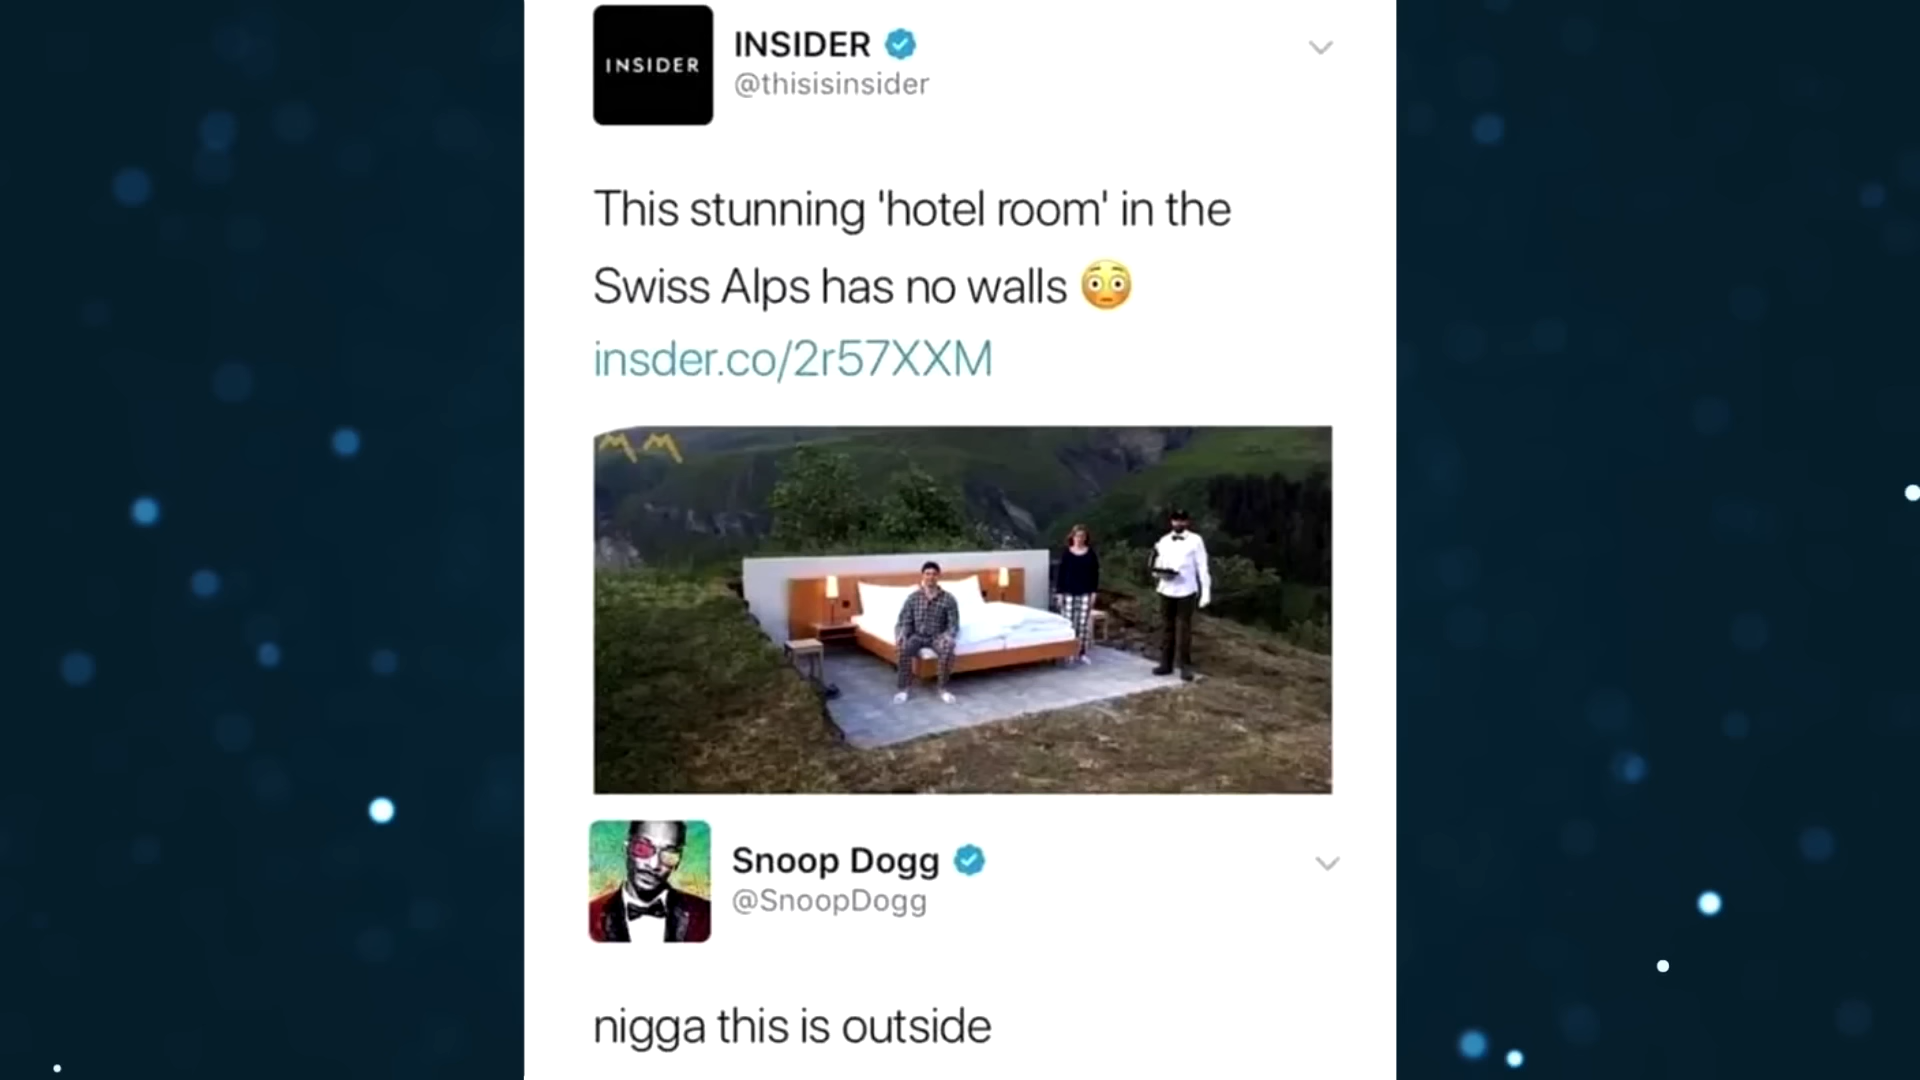 INSIDER
INSIDER
@thisisinsider
This stunning 'hotel room' in the
Swiss Alps has no walls 😳
insder.co/2r57XXM
Snoop Dogg
@SnoopDogg
nigga this is outside